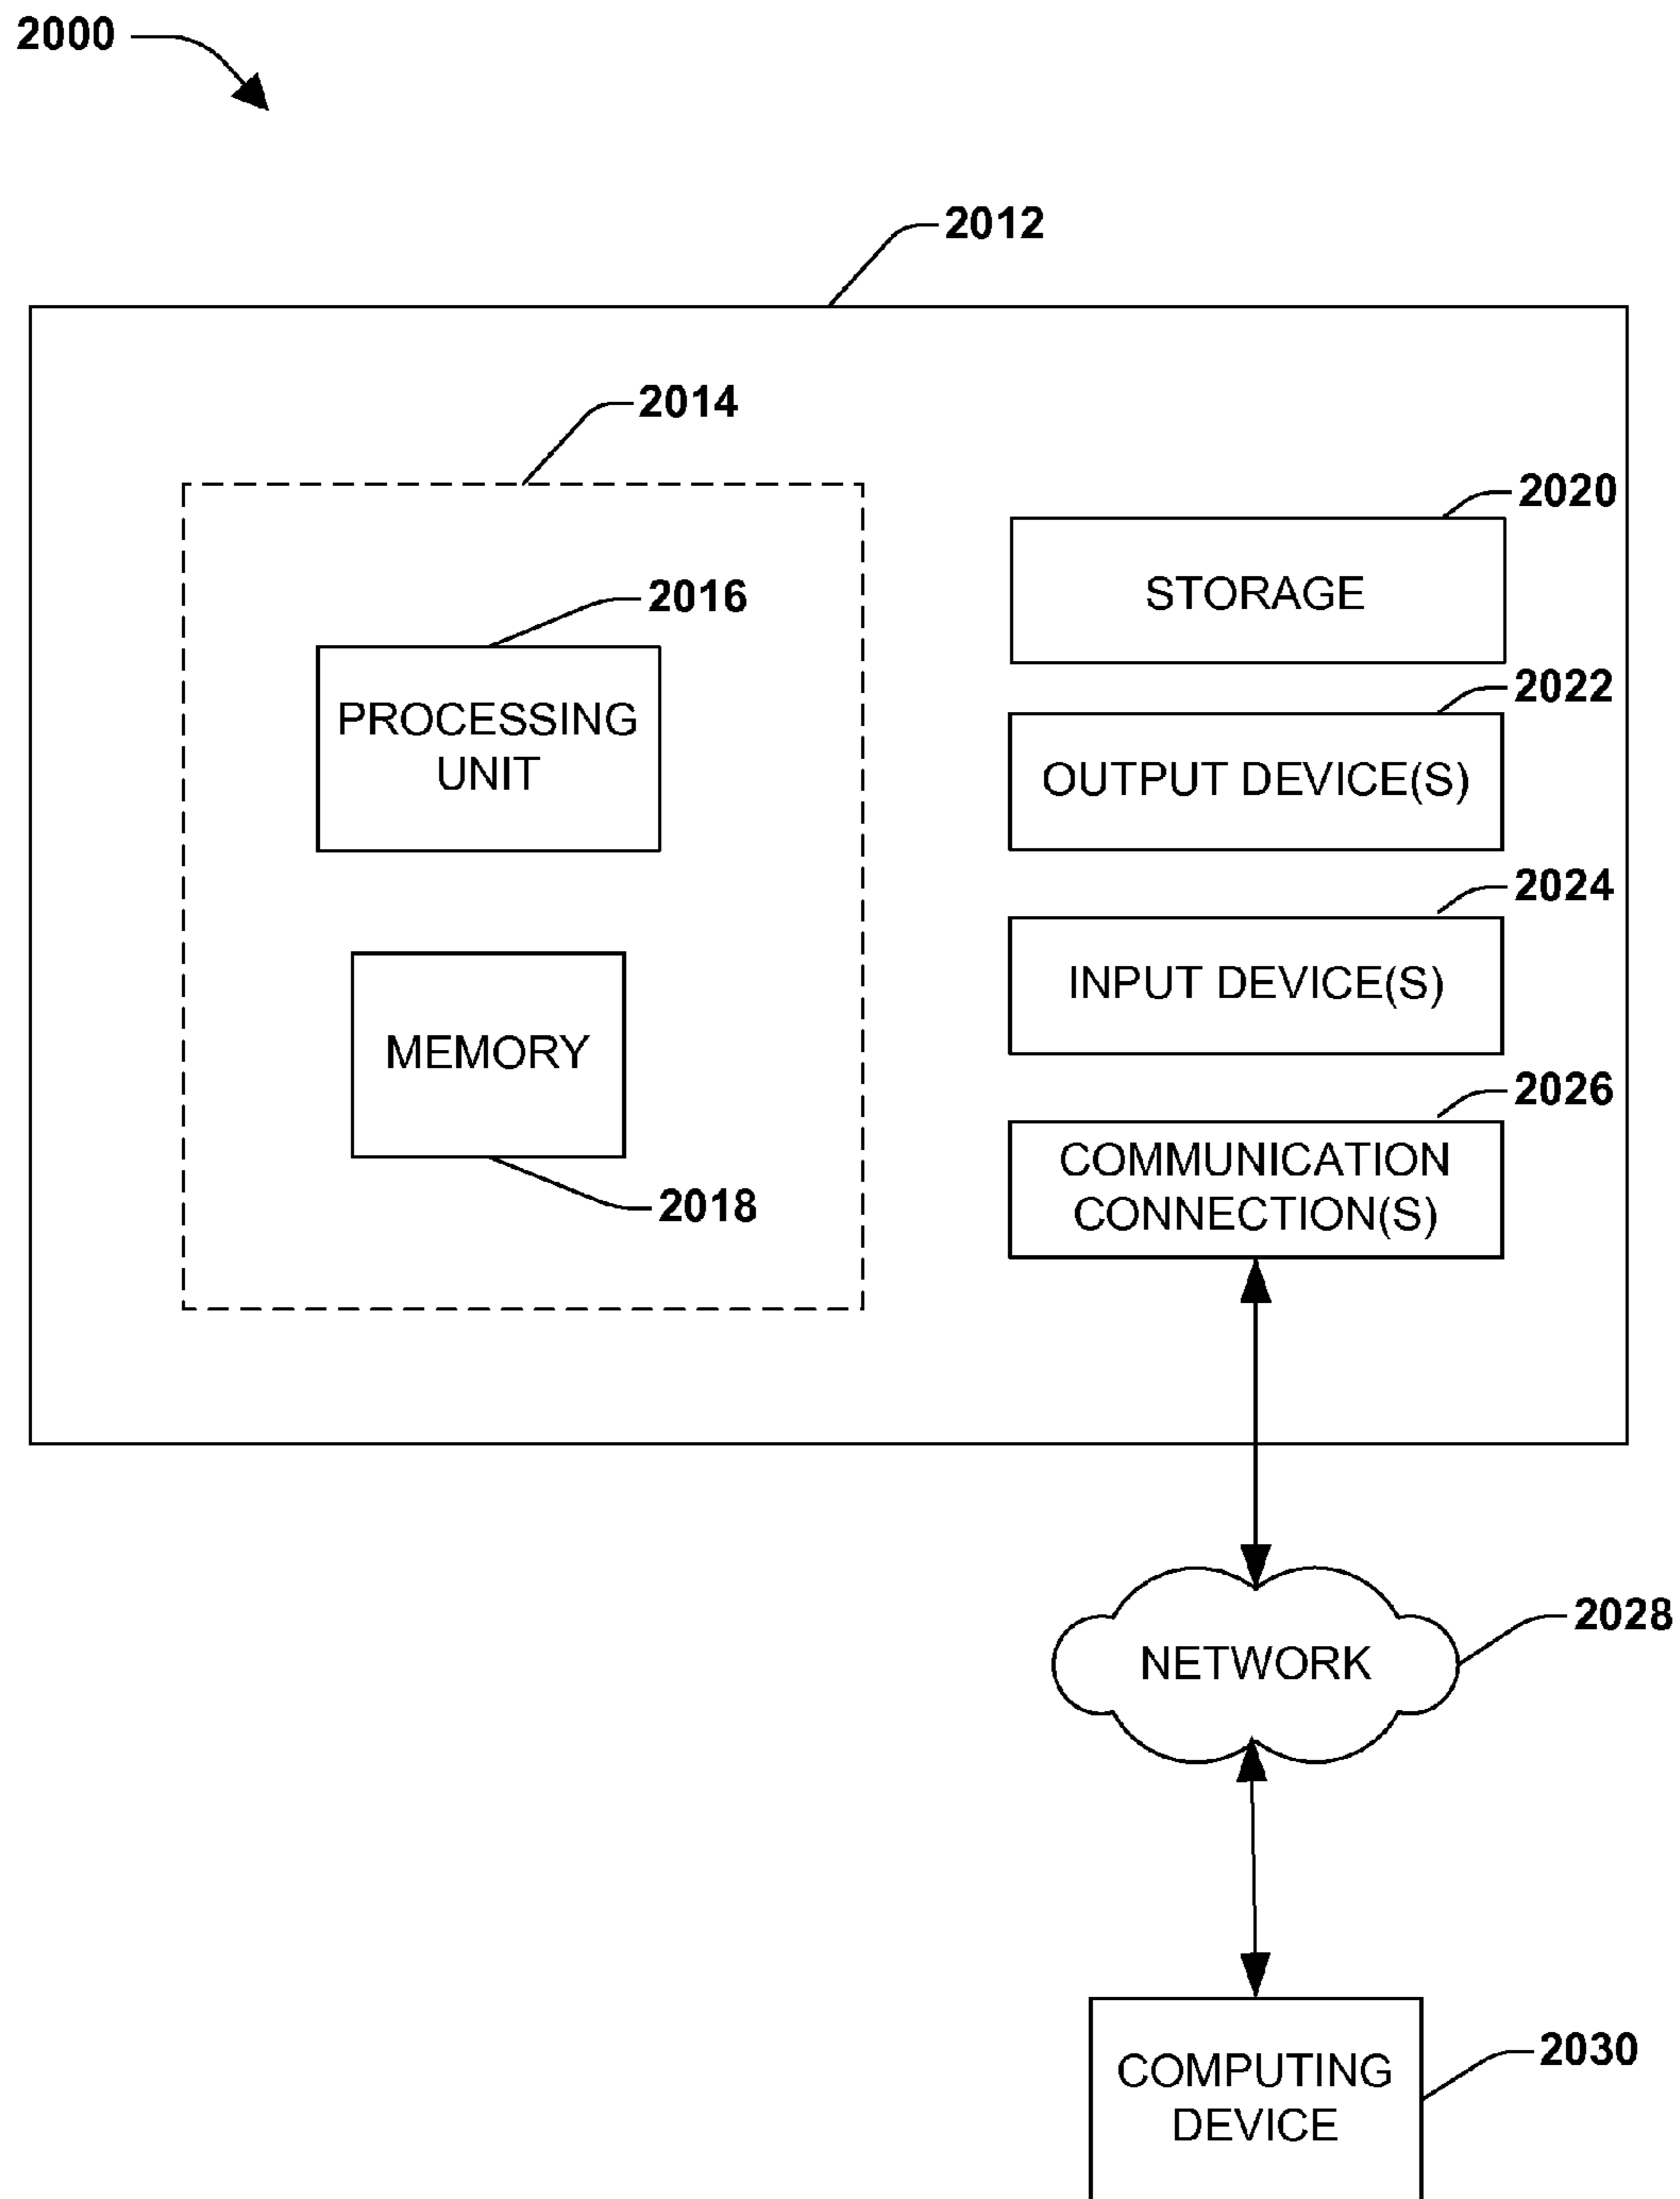 2000
2012
2014
2020
STORAGE
2016
PROCESSING
UNIT
2022
OUTPUT DEVICE(S)
2024
INPUT DEVICE(S)
MEMORY
2018
2026
COMMUNICATION
CONNECTION(S)
2028
NETWORK
2030
COMPUTING
DEVICE